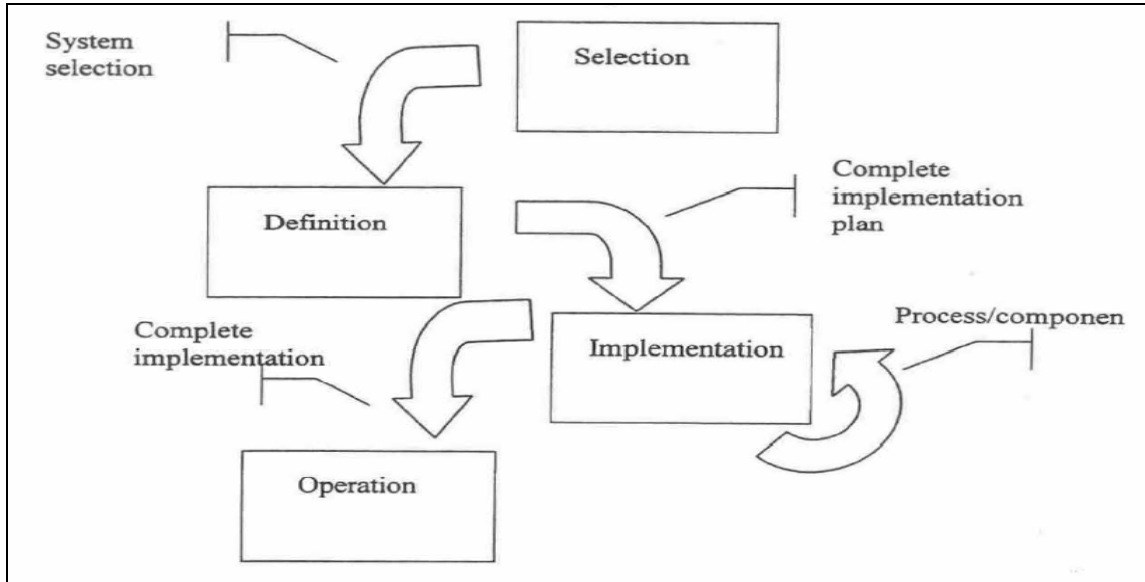 System
selection
Selection
Complete
implementation
plan
Definition
Process/componen
Complete
implementation
Implementation
Operation